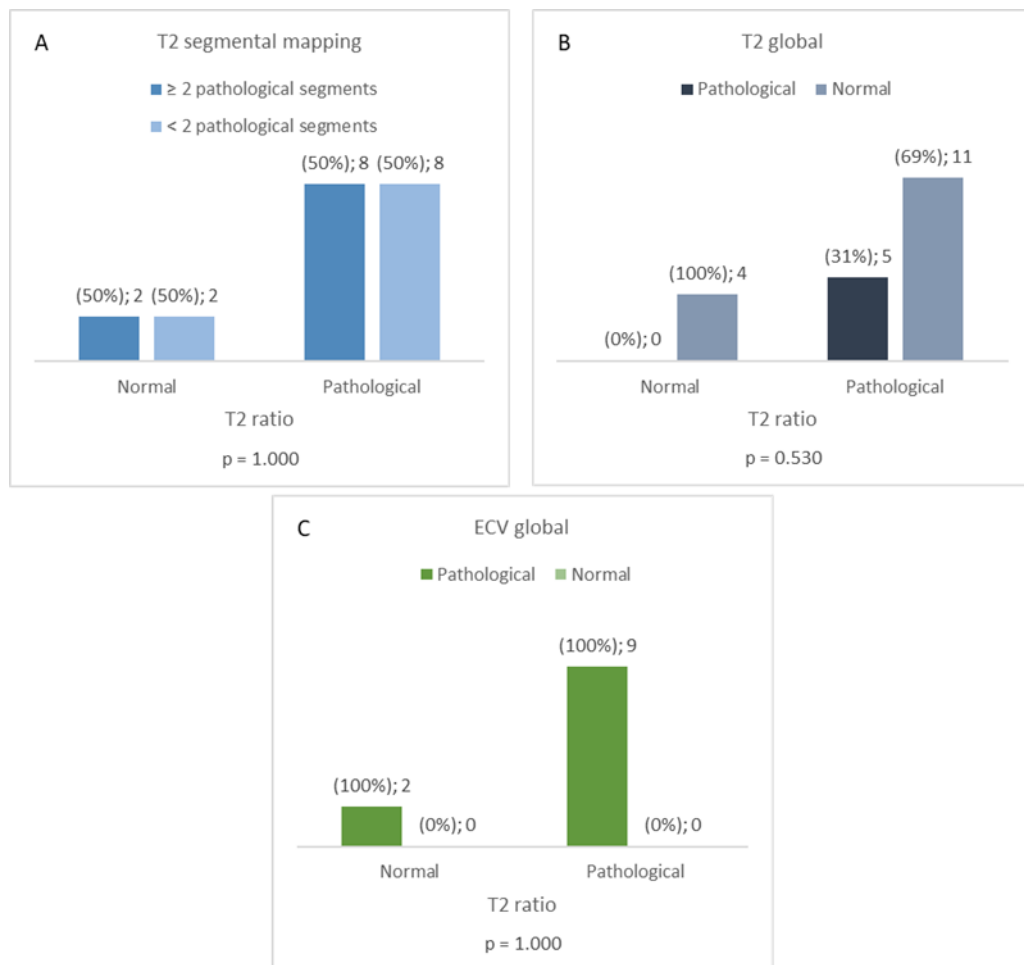 A
T2 segmental mapping
≥ 2 pathological segments
< 2 pathological segments
(50%); 2 (50%); 2
(50%); 8 (50%); 8
Normal
Pathological
T2 ratio
p = 1.000
B
T2 global
Pathological Normal
(0%); 0
(100%); 4
(31%); 5
(69%); 11
Normal
Pathological
T2 ratio
p = 0.530
C
ECV global
Pathological Normal
(100%); 2
(0%); 0
(100%); 9
(0%); 0
Normal
Pathological
T2 ratio
p = 1.000